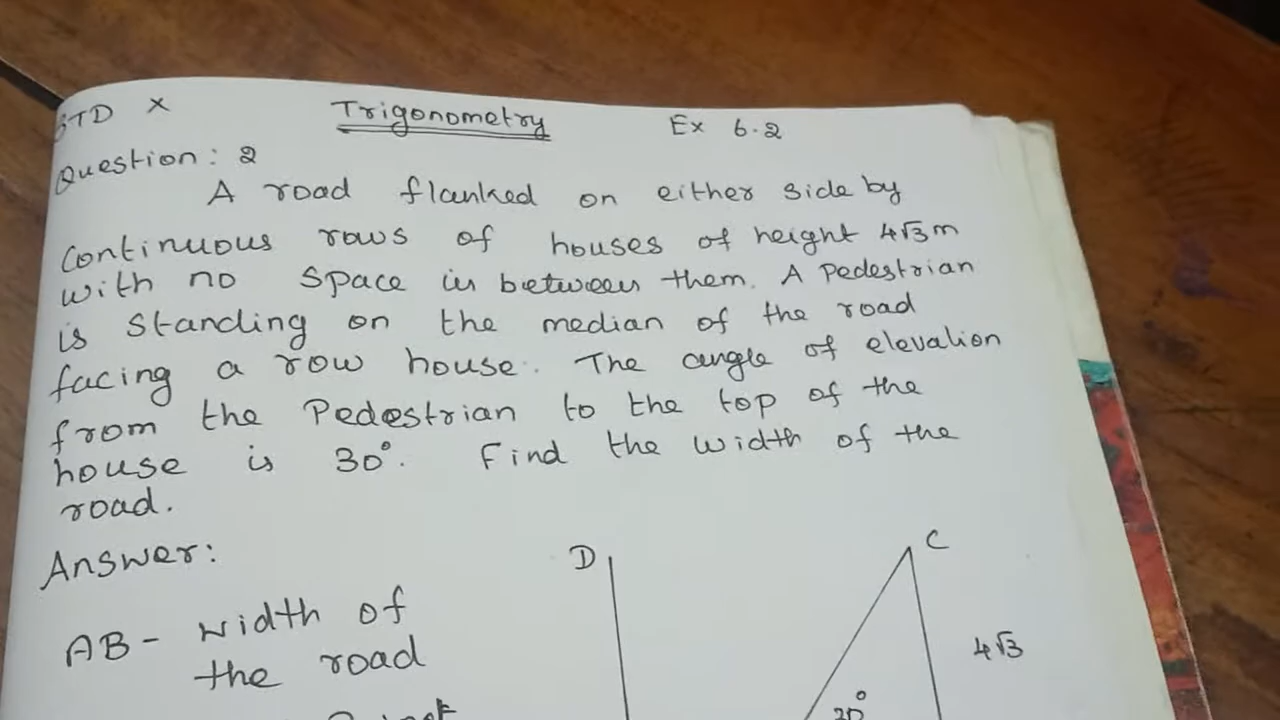 STD X
Trigonometry
Ex 6.2
Question: 2
A road flanked on either side by
continuous rows of houses of height 4√3m
with no space in between them. A Pedestrian
is standing on the median of the road
facing a row house. The angle of elevation
from the Pedestrian to the top of the
house is 30°. Find the width of the
road.
Answer:
D
C
AB - width of
the road
4√3
30°